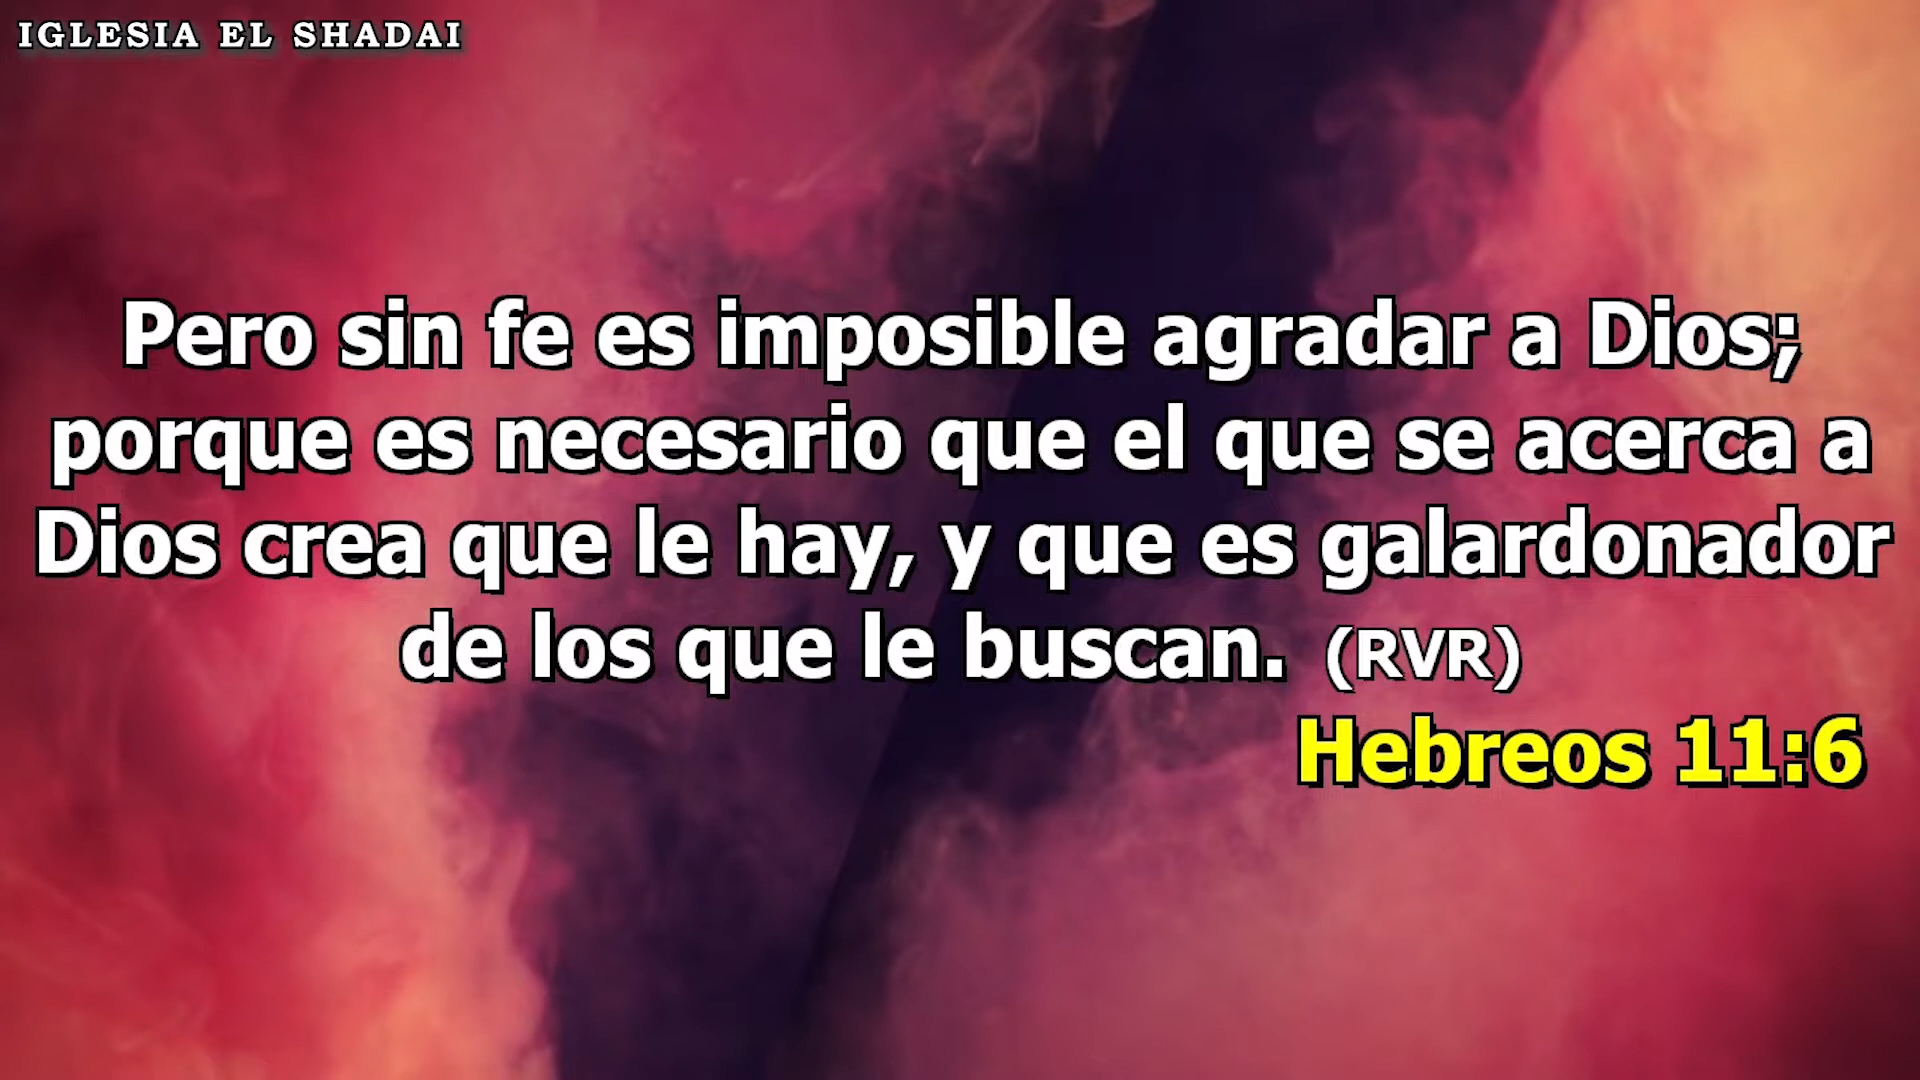 IGLESIA EL SHADAI
Pero sin fe es imposible agradar a Dios;
porque es necesario que el que se acerca a
Dios crea que le hay, y que es galardonador
de los que le buscan. (RVR)
Hebreos 11:6